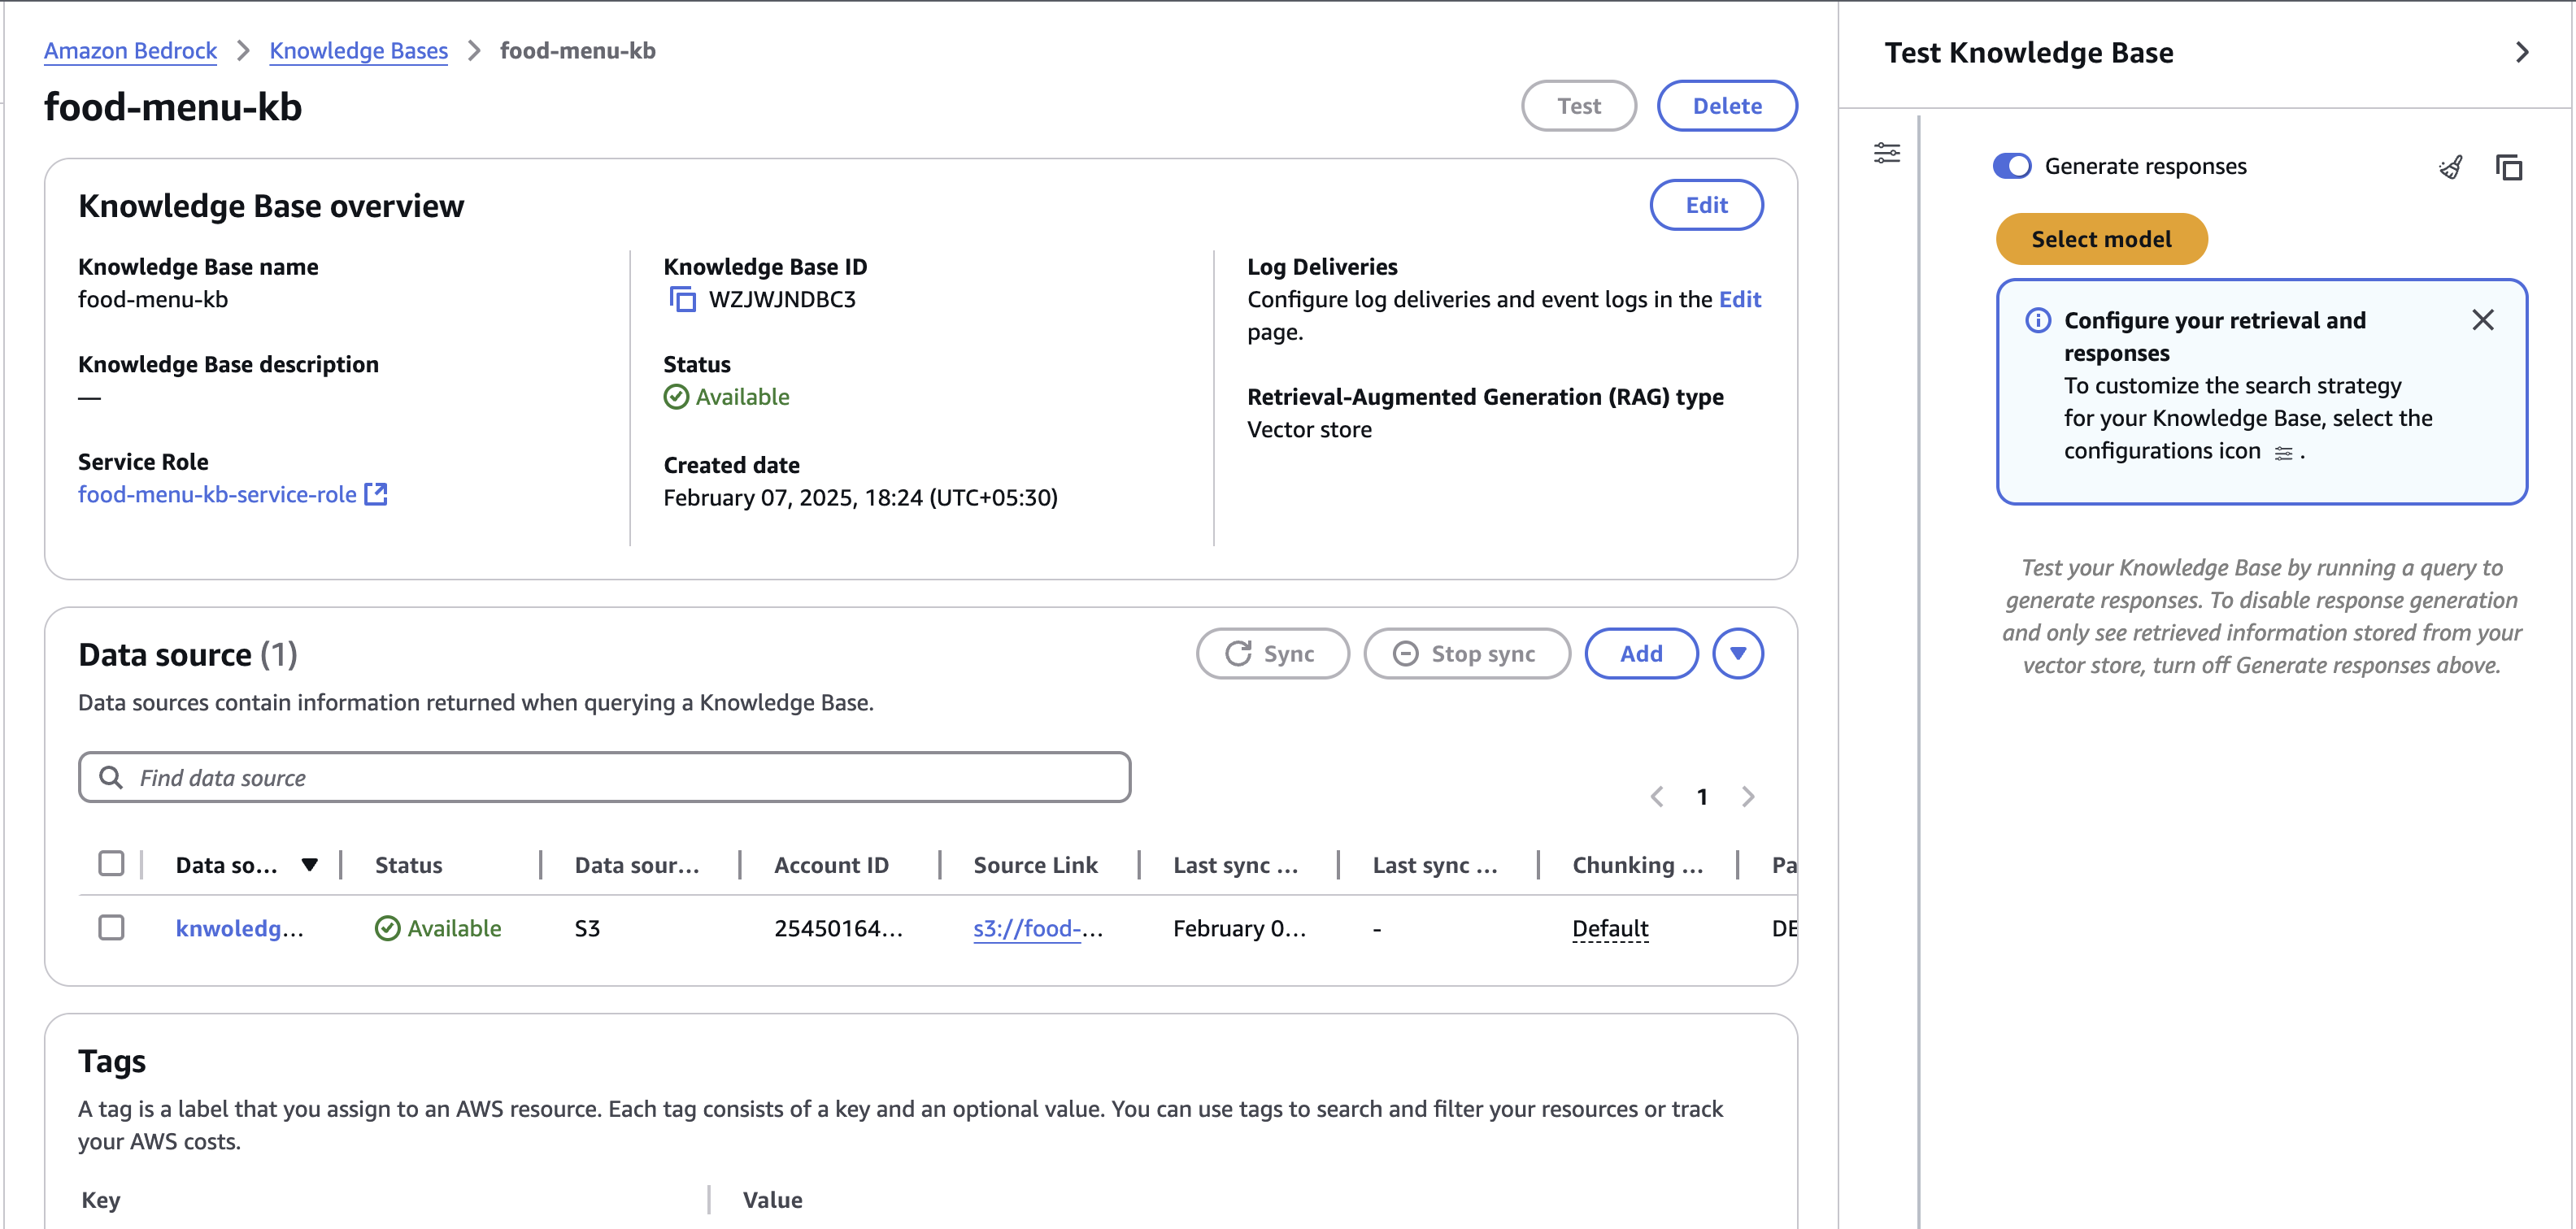 Amazon Bedrock > Knowledge Bases > food-menu-kb
food-menu-kb
Test
Delete
Knowledge Base overview
Edit
Knowledge Base name
food-menu-kb
Knowledge Base description
—
Service Role
food-menu-kb-service-role
Knowledge Base ID
WZJWJNDBC3
Status
Available
Created date
February 07, 2025, 18:24 (UTC+05:30)
Log Deliveries
Configure log deliveries and event logs in the Edit
page.
Retrieval-Augmented Generation (RAG) type
Vector store
Data source (1)
Sync
Stop sync
Add
Data sources contain information returned when querying a Knowledge Base.
Find data source
1
Data so... Status Data sour... Account ID Source Link Last sync ... Last sync ... Chunking ... Pa
knwoledg... Available S3 25450164... s3://food-... February 0... - Default DE
Tags
A tag is a label that you assign to an AWS resource. Each tag consists of a key and an optional value. You can use tags to search and filter your resources or track
your AWS costs.
Key Value
Test Knowledge Base
Generate responses
Select model
Configure your retrieval and
responses
To customize the search strategy
for your Knowledge Base, select the
configurations icon .
Test your Knowledge Base by running a query to
generate responses. To disable response generation
and only see retrieved information stored from your
vector store, turn off Generate responses above.